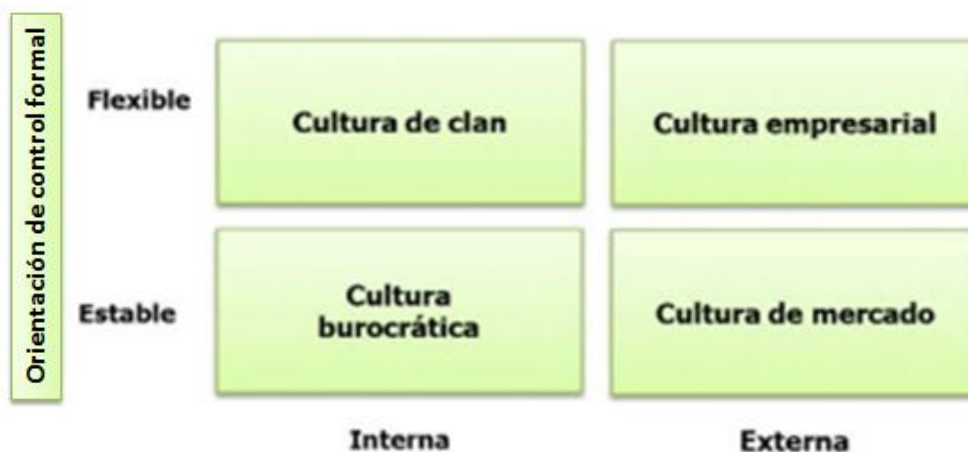 Orientación de control formal
Flexible
Cultura de clan
Cultura empresarial
Estable
Cultura
burocrática
Cultura de mercado
Interna
Externa